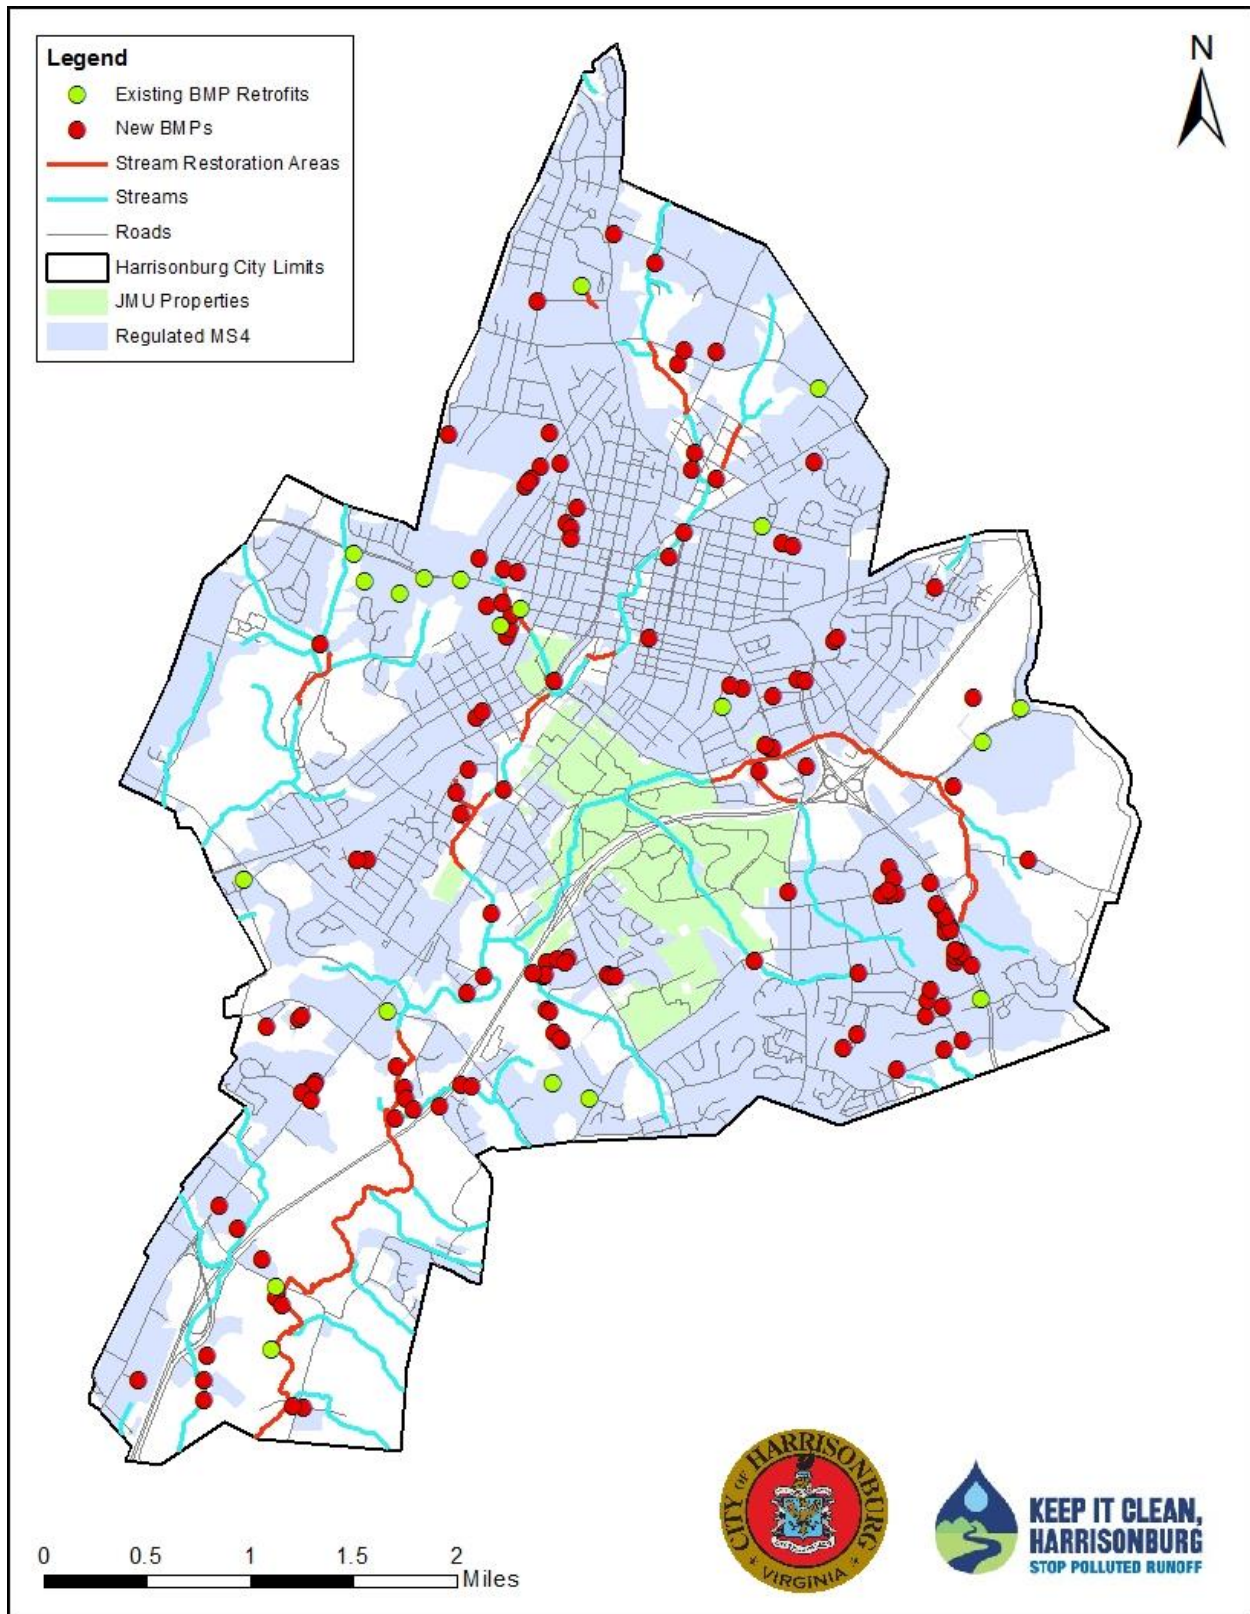 Legend
Existing BMP Retrofits
New BMPs
Stream Restoration Areas
Streams
Roads
Harrisonburg City Limits
JMU Properties
Regulated MS4
N
0 0.5 1 1.5 2
Miles
CITY OF HARRISONBURG
VIRGINIA
KEEP IT CLEAN,
HARRISONBURG
STOP POLLUTED RUNOFF